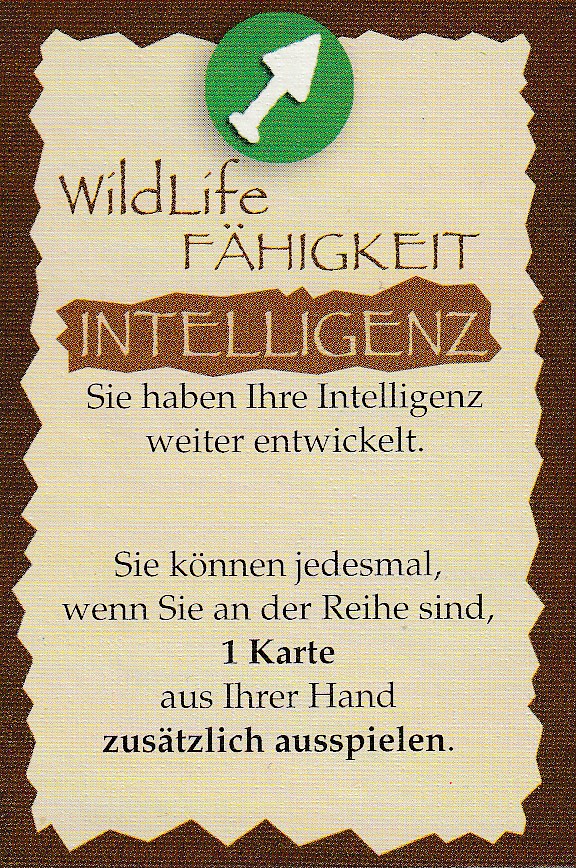 WildLife
FÄHIGKEIT
INTELLIGENZ
Sie haben Ihre Intelligenz
weiter entwickelt.
Sie können jedesmal,
wenn Sie an der Reihe sind,
1 Karte
aus Ihrer Hand
zusätzlich ausspielen.